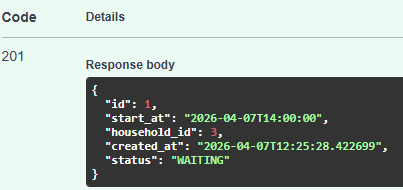 Code Details
201
Response body
{
  "id": 1,
  "start_at": "2026-04-07T14:00:00",
  "household_id": 3,
  "created_at": "2026-04-07T12:25:28.422699",
  "status": "WAITING"
}